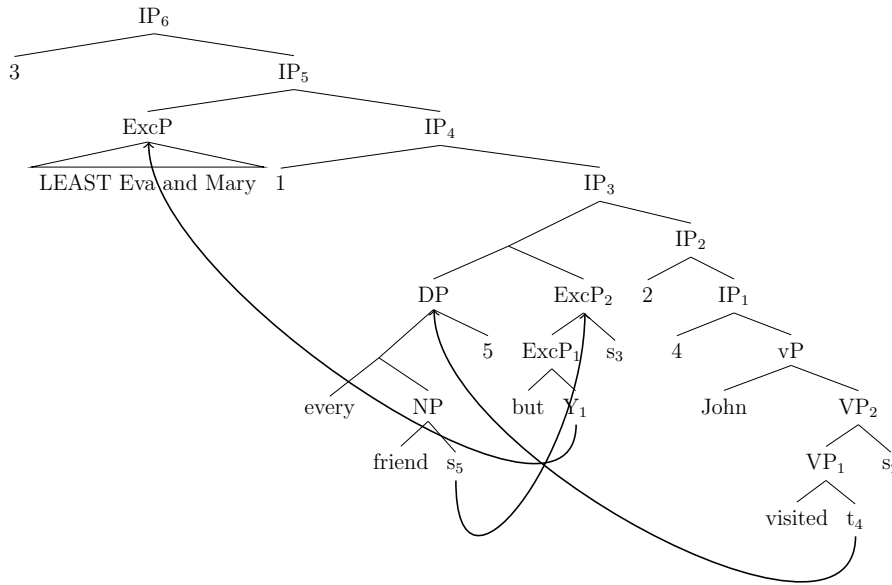 IP6
3
IP5
ExcP
IP4
LEAST Eva and Mary
1
IP3
IP2
DP
ExcP2
2
IP1
5
ExcP1
s3
4
vP
every
NP
but
Y1
John
VP2
friend
s5
VP1
s
visited
t4